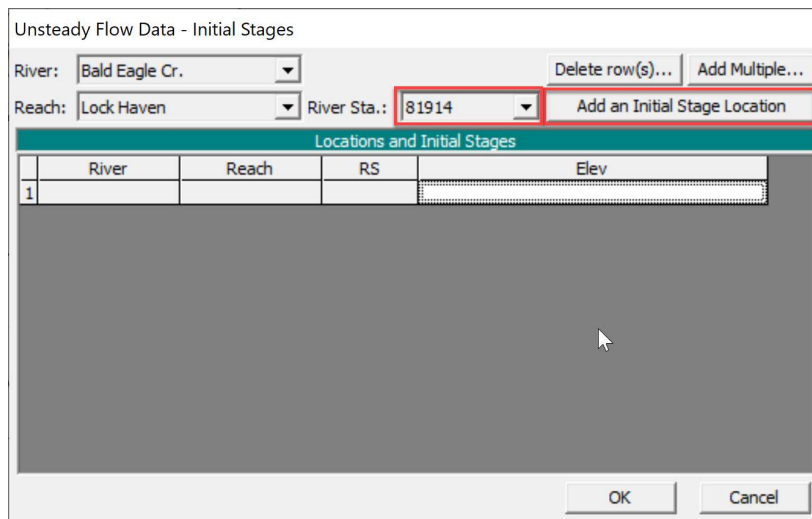 Unsteady Flow Data - Initial Stages
River: Bald Eagle Cr. Delete row(s)... Add Multiple...
Reach: Lock Haven River Sta.: 81914 Add an Initial Stage Location
Locations and Initial Stages
River Reach RS Elev
1
OK Cancel